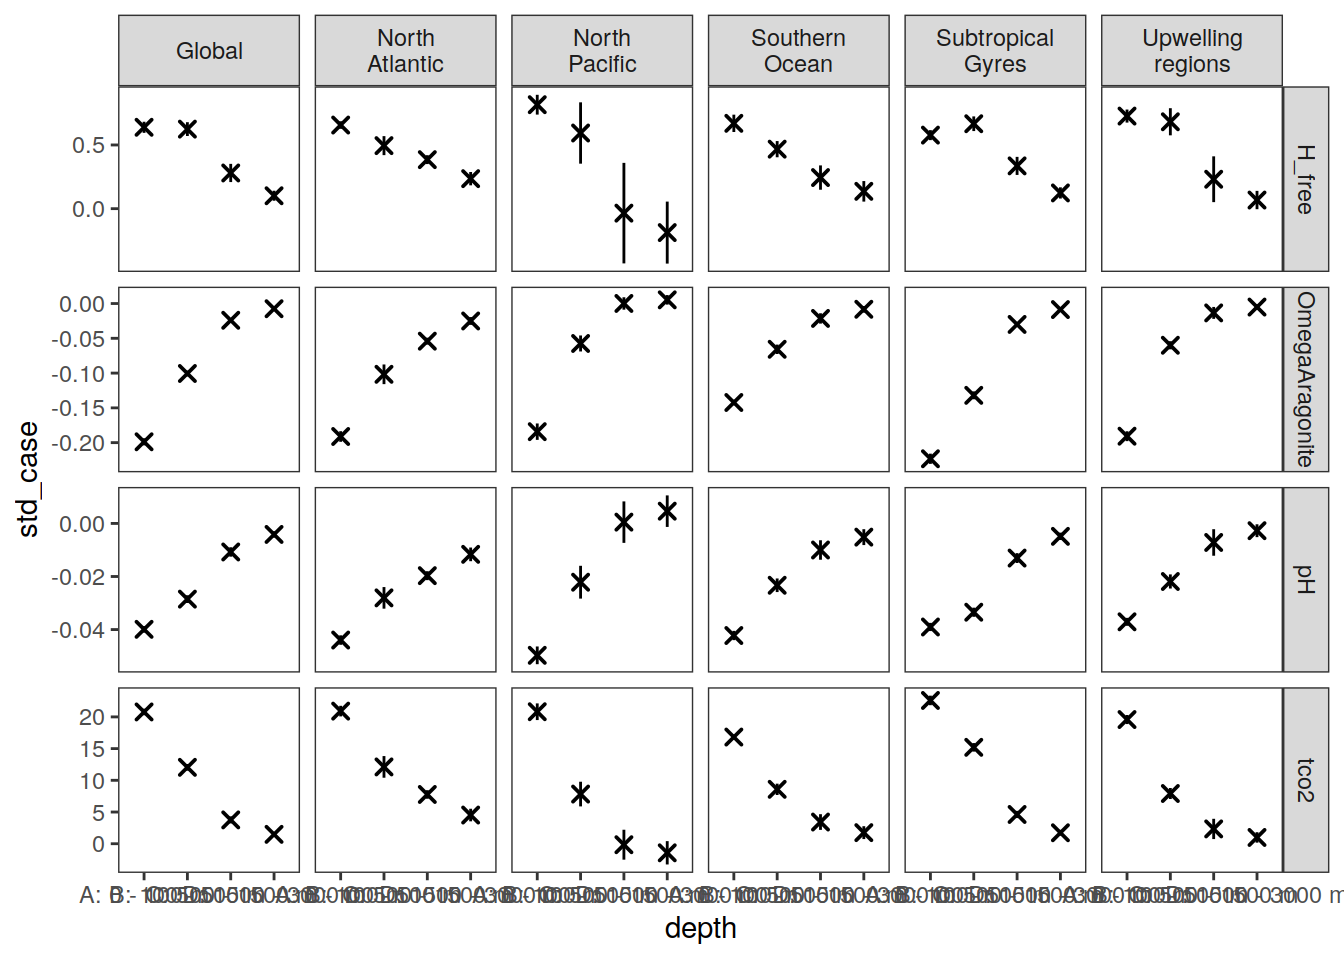 Global
North
Atlantic
North
Pacific
Southern
Ocean
Subtropical
Gyres
Upwelling
regions
0.5
0.0
H_free
0.00
-0.05
-0.10
-0.15
-0.20
OmegaAragonite
0.00
-0.02
-0.04
pH
20
15
10
5
0
tco2
std_case
depth